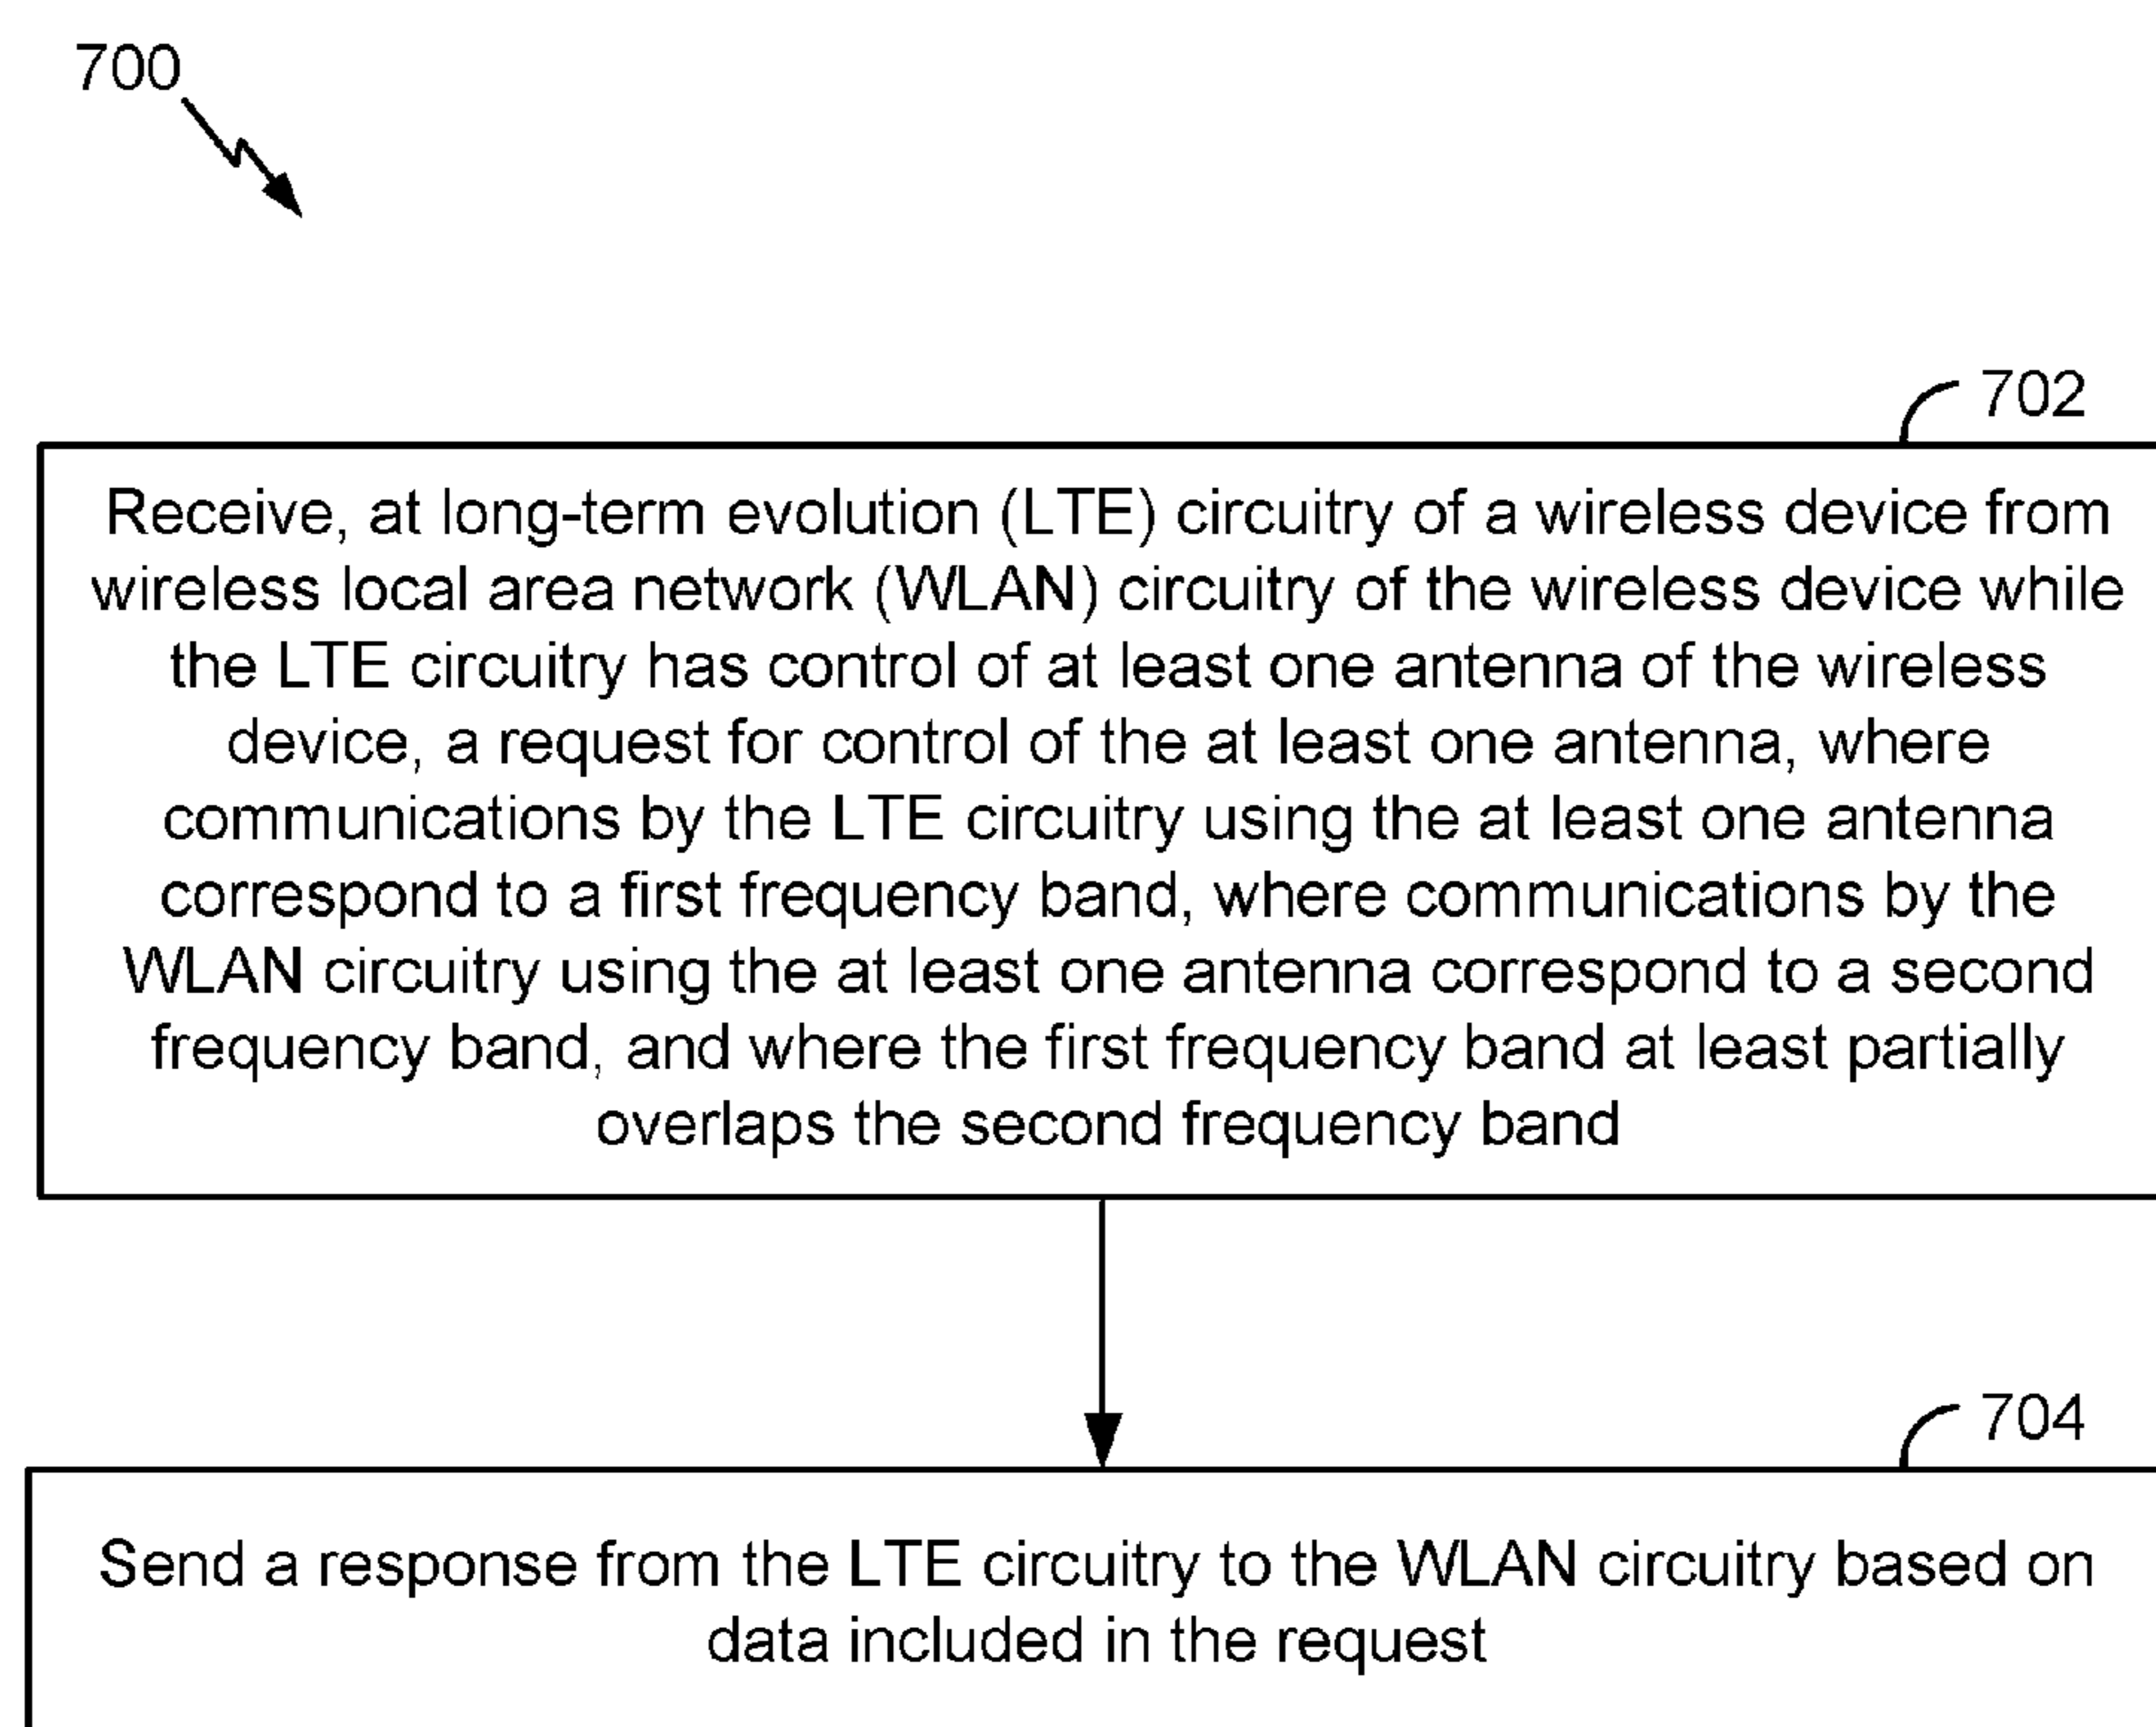 700
702
Receive, at long-term evolution (LTE) circuitry of a wireless device from
wireless local area network (WLAN) circuitry of the wireless device while
the LTE circuitry has control of at least one antenna of the wireless
device, a request for control of the at least one antenna, where
communications by the LTE circuitry using the at least one antenna
correspond to a first frequency band, where communications by the
WLAN circuitry using the at least one antenna correspond to a second
frequency band, and where the first frequency band at least partially
overlaps the second frequency band
704
Send a response from the LTE circuitry to the WLAN circuitry based on
data included in the request